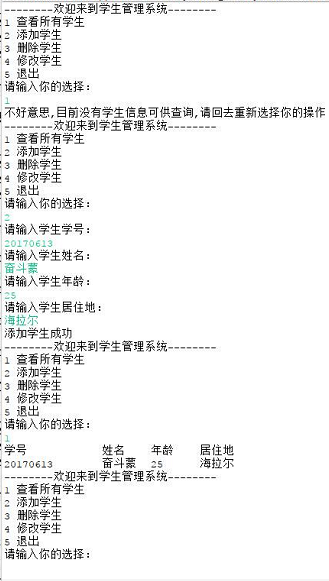 --------欢迎来到学生管理系统--------
1 查看所有学生
2 添加学生
3 删除学生
4 修改学生
5 退出
请输入你的选择：
1
不好意思,目前没有学生信息可供查询,请回去重新选择你的操作
--------欢迎来到学生管理系统--------
1 查看所有学生
2 添加学生
3 删除学生
4 修改学生
5 退出
请输入你的选择：
2
请输入学生学号：
20170613
请输入学生姓名：
奋斗蒙
请输入学生年龄：
25
请输入学生居住地：
海拉尔
添加学生成功
--------欢迎来到学生管理系统--------
1 查看所有学生
2 添加学生
3 删除学生
4 修改学生
5 退出
请输入你的选择：
1
学号 姓名 年龄 居住地
20170613 奋斗蒙 25 海拉尔
--------欢迎来到学生管理系统--------
1 查看所有学生
2 添加学生
3 删除学生
4 修改学生
5 退出
请输入你的选择：